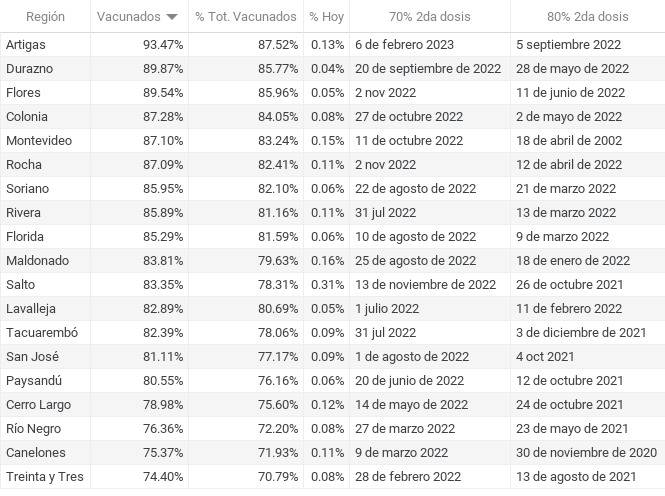 Región Vacunados % Tot. Vacunados % Hoy 70% 2da dosis 80% 2da dosis
Artigas 93.47% 87.52% 0.13% 6 de febrero 2023 5 septiembre 2022
Durazno 89.87% 85.77% 0.04% 20 de septiembre de 2022 28 de mayo de 2022
Flores 89.54% 85.96% 0.05% 2 nov 2022 11 de junio de 2022
Colonia 87.28% 84.05% 0.08% 27 de octubre de 2022 2 de mayo de 2022
Montevideo 87.10% 83.24% 0.15% 11 de octubre de 2022 18 de abril de 2002
Rocha 87.09% 82.41% 0.11% 2 nov 2022 12 de abril de 2022
Soriano 85.95% 82.10% 0.06% 22 de agosto de 2022 21 de marzo 2022
Rivera 85.89% 81.16% 0.11% 31 jul 2022 13 de marzo 2022
Florida 85.29% 81.59% 0.06% 10 de agosto de 2022 9 de marzo 2022
Maldonado 83.81% 79.63% 0.16% 25 de agosto de 2022 18 de enero de 2022
Salto 83.35% 78.31% 0.31% 13 de noviembre de 2022 26 de octubre 2021
Lavalleja 82.89% 80.69% 0.05% 1 julio 2022 11 de febrero 2022
Tacuarembó 82.39% 78.06% 0.09% 31 jul 2022 3 de diciembre de 2021
San José 81.11% 77.17% 0.09% 1 de agosto de 2022 4 oct 2021
Paysandú 80.55% 76.16% 0.06% 20 de junio de 2022 12 de octubre 2021
Cerro Largo 78.98% 75.60% 0.12% 14 de mayo de 2022 24 de octubre 2021
Río Negro 76.36% 72.20% 0.08% 27 de marzo 2022 23 de mayo de 2021
Canelones 75.37% 71.93% 0.11% 9 de marzo 2022 30 de noviembre de 2020
Treinta y Tres 74.40% 70.79% 0.08% 28 de febrero 2022 13 de agosto de 2021